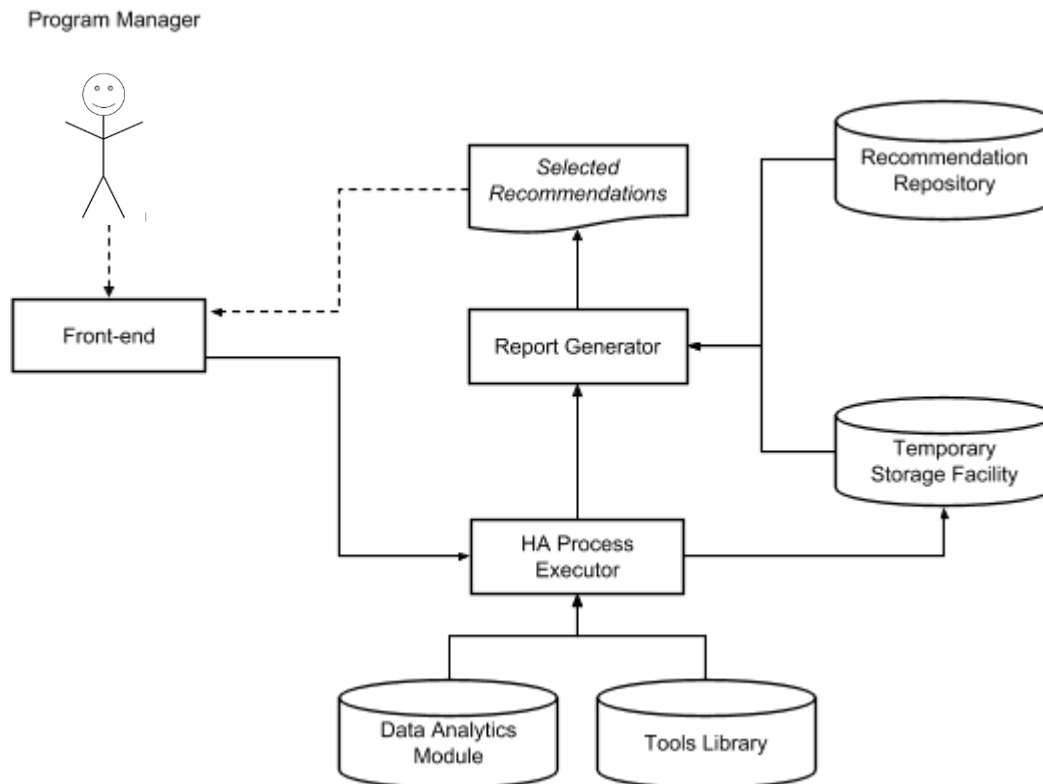 Program Manager
Selected
Recommendations
Recommendation
Repository
Front-end
Report Generator
Temporary
Storage Facility
HA Process
Executor
Data Analytics
Module
Tools Library